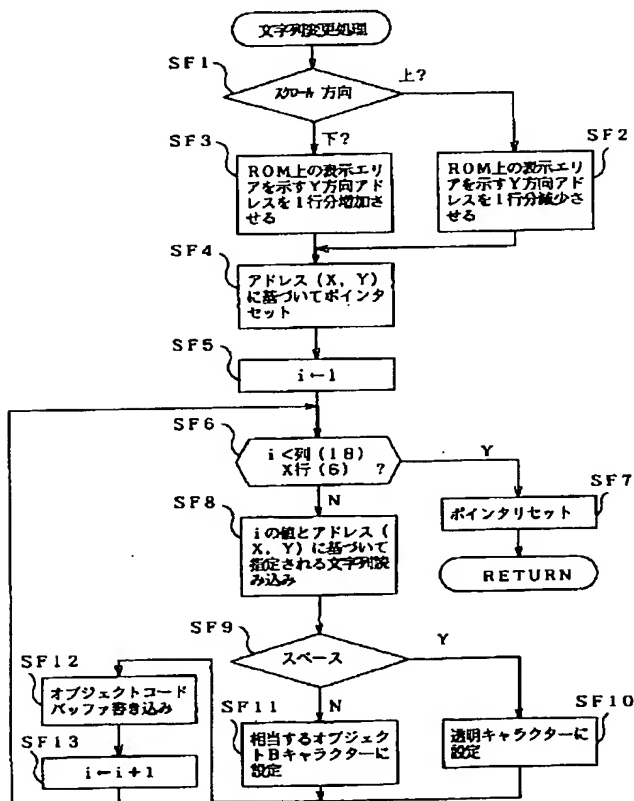 文字列変更処理
SF1
スクロール 方向
上?
下?
SF3
ROM上の表示エリ
アを示すY方向アド
レスを1行分増加さ
せる
SF2
ROM上の表示エリ
アを示すY方向アド
レスを1行分減少さ
せる
SF4
アドレス(X,Y)
に基づいてポインタ
セット
SF5
i←1
SF6
i<列(18)
X行(6) ?
Y
N
SF7
ポインタリセット
RETURN
SF8
iの値とアドレス(
X,Y)に基づいて
指定される文字列読
み込み
SF9
スペース
Y
N
SF10
透明キャラクターに
設定
SF11
相当するオブジェク
トBキャラクターに
設定
SF12
オブジェクトコード
バッファ書き込み
SF13
i←i+1